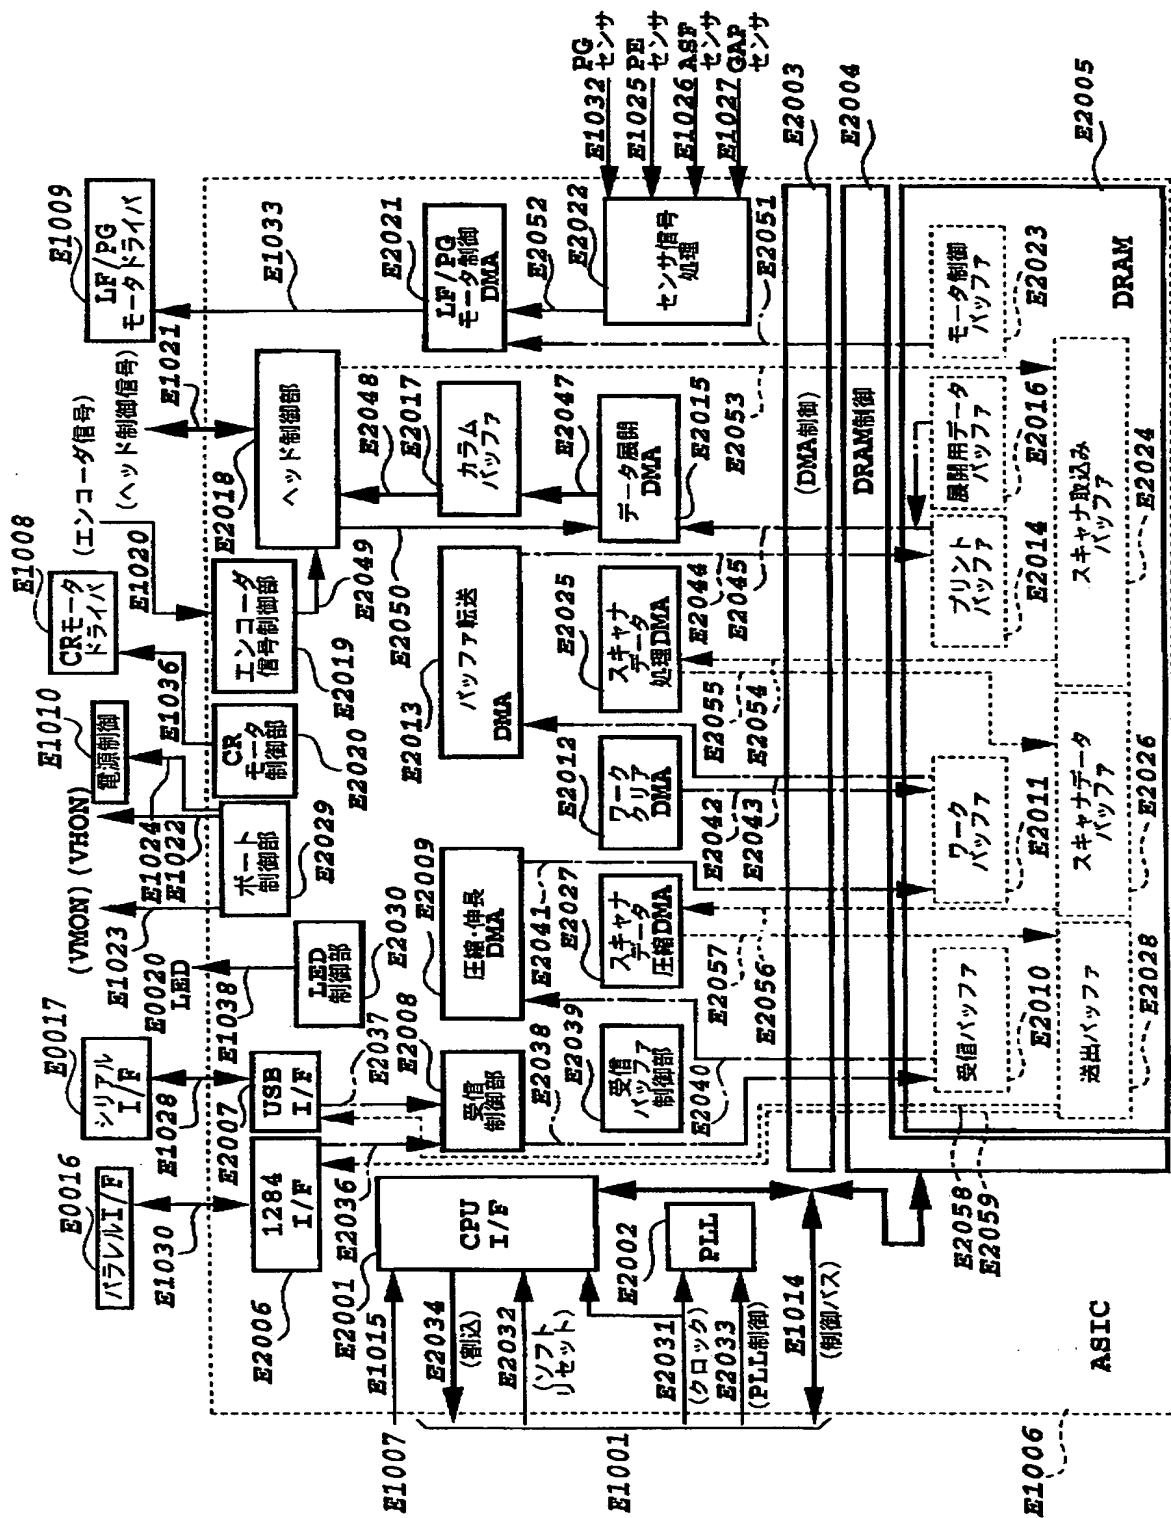 E0016
パラレル I/F
E1030
E0017
シリアル
I/F
E1028
E0020
LED
E1038
(VMON)
(VHON)
E1023
E1022
E1024
E1010
電源制御
E1036
E1008
CRモータ
ドライバ
E1020
(エンコーダ信号)
(ヘッド制御信号)
E1021
E1009
LF/PG
モータドライバ
E1033
E2006
1284
I/F
E2007
USB
I/F
E2037
E2036
E2008
受信
制御部
E2038
LED
制御部
E2030
ポート
制御部
E2029
CR
モータ
制御部
E2020
エンコーダ
信号制御部
E2019
E2049
E2018
ヘッド制御部
E2050
E2048
E2017
カラム
バッファ
E2047
E2021
LF/PG
モータ制御
DMA
E2052
E2022
センサ信号
処理
E1032
PG
センサ
E1025
PE
センサ
E1026
ASF
センサ
E1027
GAP
センサ
E1007
E1015
E2001
CPU
I/F
E2034
(割込)
E2032
(ソフト
リセット)
E1001
E2031
(クロック)
E2033
(PLL制御)
E2002
PLL
E1014
(制御バス)
E2009
圧縮・伸長
DMA
E2041
E2039
受信
バッファ
制御部
E2040
E2027
スキャナ
データ
圧縮DMA
E2057
E2056
E2012
ワーク
クリア
DMA
E2042
E2043
E2013
バッファ転送
DMA
E2025
スキャナ
データ
処理DMA
E2055
E2054
E2044
E2045
データ展開
DMA
E2015
E2053
E2051
(DMA制御)
E2003
DRAM制御
E2004
E2005
受信バッファ
E2010
ワーク
バッファ
E2011
プリント
バッファ
E2014
展開用データ
バッファ
E2016
モータ制御
バッファ
E2023
DRAM
送出バッファ
E2028
スキャナデータ
バッファ
E2026
スキャナ取込み
バッファ
E2024
E2058
E2059
ASIC
E1006